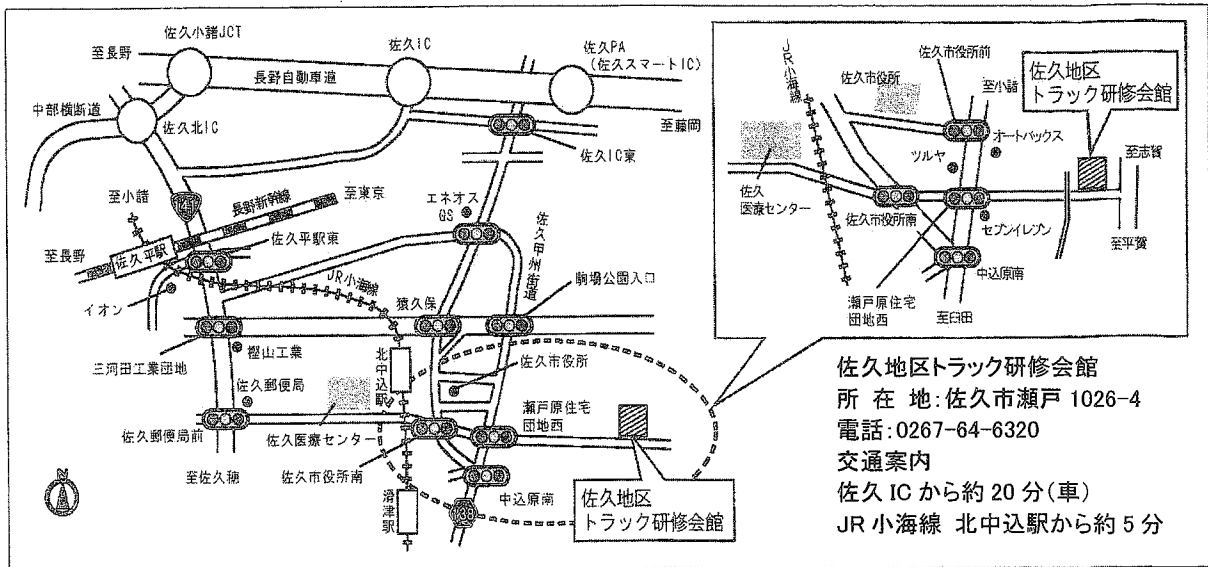 佐久小諸JCT
至長野
長野自動車道
佐久IC
佐久PA
(佐久スマートIC)
中部横断道
佐久北IC
至藤岡
佐久IC東
至小諸
141
長野新幹線
至東京
エネオス
GS
佐久甲州街道
佐久平駅東
至長野
佐久平駅
JR小海線
駒場公園入口
イオン
猿久保
三河田工業団地
樫山工業
北中込駅
佐久市役所
佐久郵便局
瀬戸原住宅
団地西
佐久郵便局前
佐久医療センター
至佐久穂
佐久市役所南
滑津駅
中込原南
138
N
佐久地区
トラック研修会館
JR小海線
佐久市役所前
佐久市役所
至小諸
佐久地区
トラック研修会館
オートバックス
ツルヤ
至志賀
佐久
医療センター
佐久市役所南
セブンイレブン
至平賀
中込原南
瀬戸原住宅
団地西
至臼田
佐久地区トラック研修会館
所 在 地:佐久市瀬戸 1026-4
電話:0267-64-6320
交通案内
佐久 IC から約 20 分(車)
JR 小海線 北中込駅から約 5 分